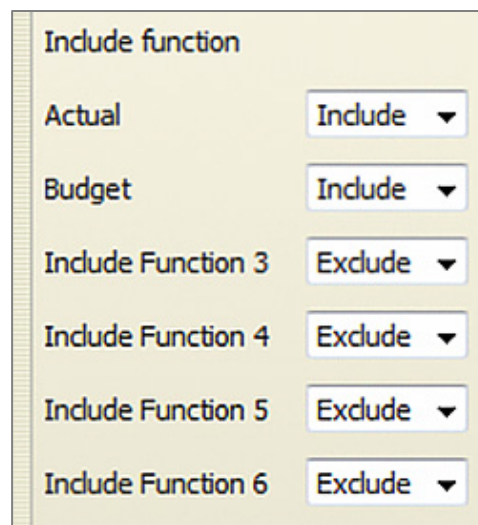 Include function
Actual Include
Budget Include
Include Function 3 Exclude
Include Function 4 Exclude
Include Function 5 Exclude
Include Function 6 Exclude